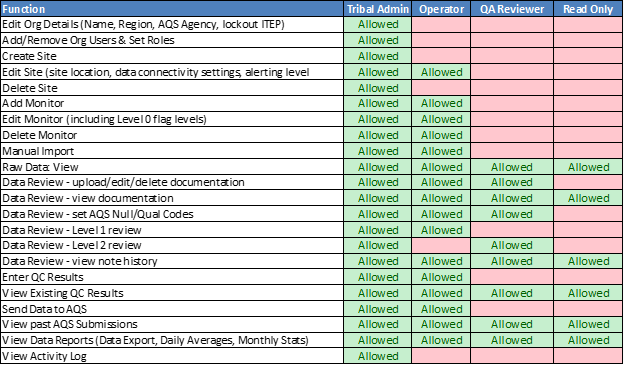 Function Tribal Admin Operator QA Reviewer Read Only
Edit Org Details (Name, Region, AQS Agency, lockout ITEP) Allowed
Add/Remove Org Users & Set Roles Allowed
Create Site Allowed
Edit Site (site location, data connectivity settings, alerting level Allowed Allowed
Delete Site Allowed
Add Monitor Allowed Allowed
Edit Monitor (including Level 0 flag levels) Allowed Allowed
Delete Monitor Allowed Allowed
Manual Import Allowed Allowed
Raw Data: View Allowed Allowed Allowed Allowed
Data Review - upload/edit/delete documentation Allowed Allowed Allowed
Data Review - view documentation Allowed Allowed Allowed Allowed
Data Review - set AQS Null/Qual Codes Allowed Allowed Allowed
Data Review - Level 1 review Allowed Allowed
Data Review - Level 2 review Allowed Allowed
Data Review - view note history Allowed Allowed Allowed Allowed
Enter QC Results Allowed Allowed
View Existing QC Results Allowed Allowed Allowed Allowed
Send Data to AQS Allowed Allowed
View past AQS Submissions Allowed Allowed Allowed Allowed
View Data Reports (Data Export, Daily Averages, Monthly Stats) Allowed Allowed Allowed Allowed
View Activity Log Allowed